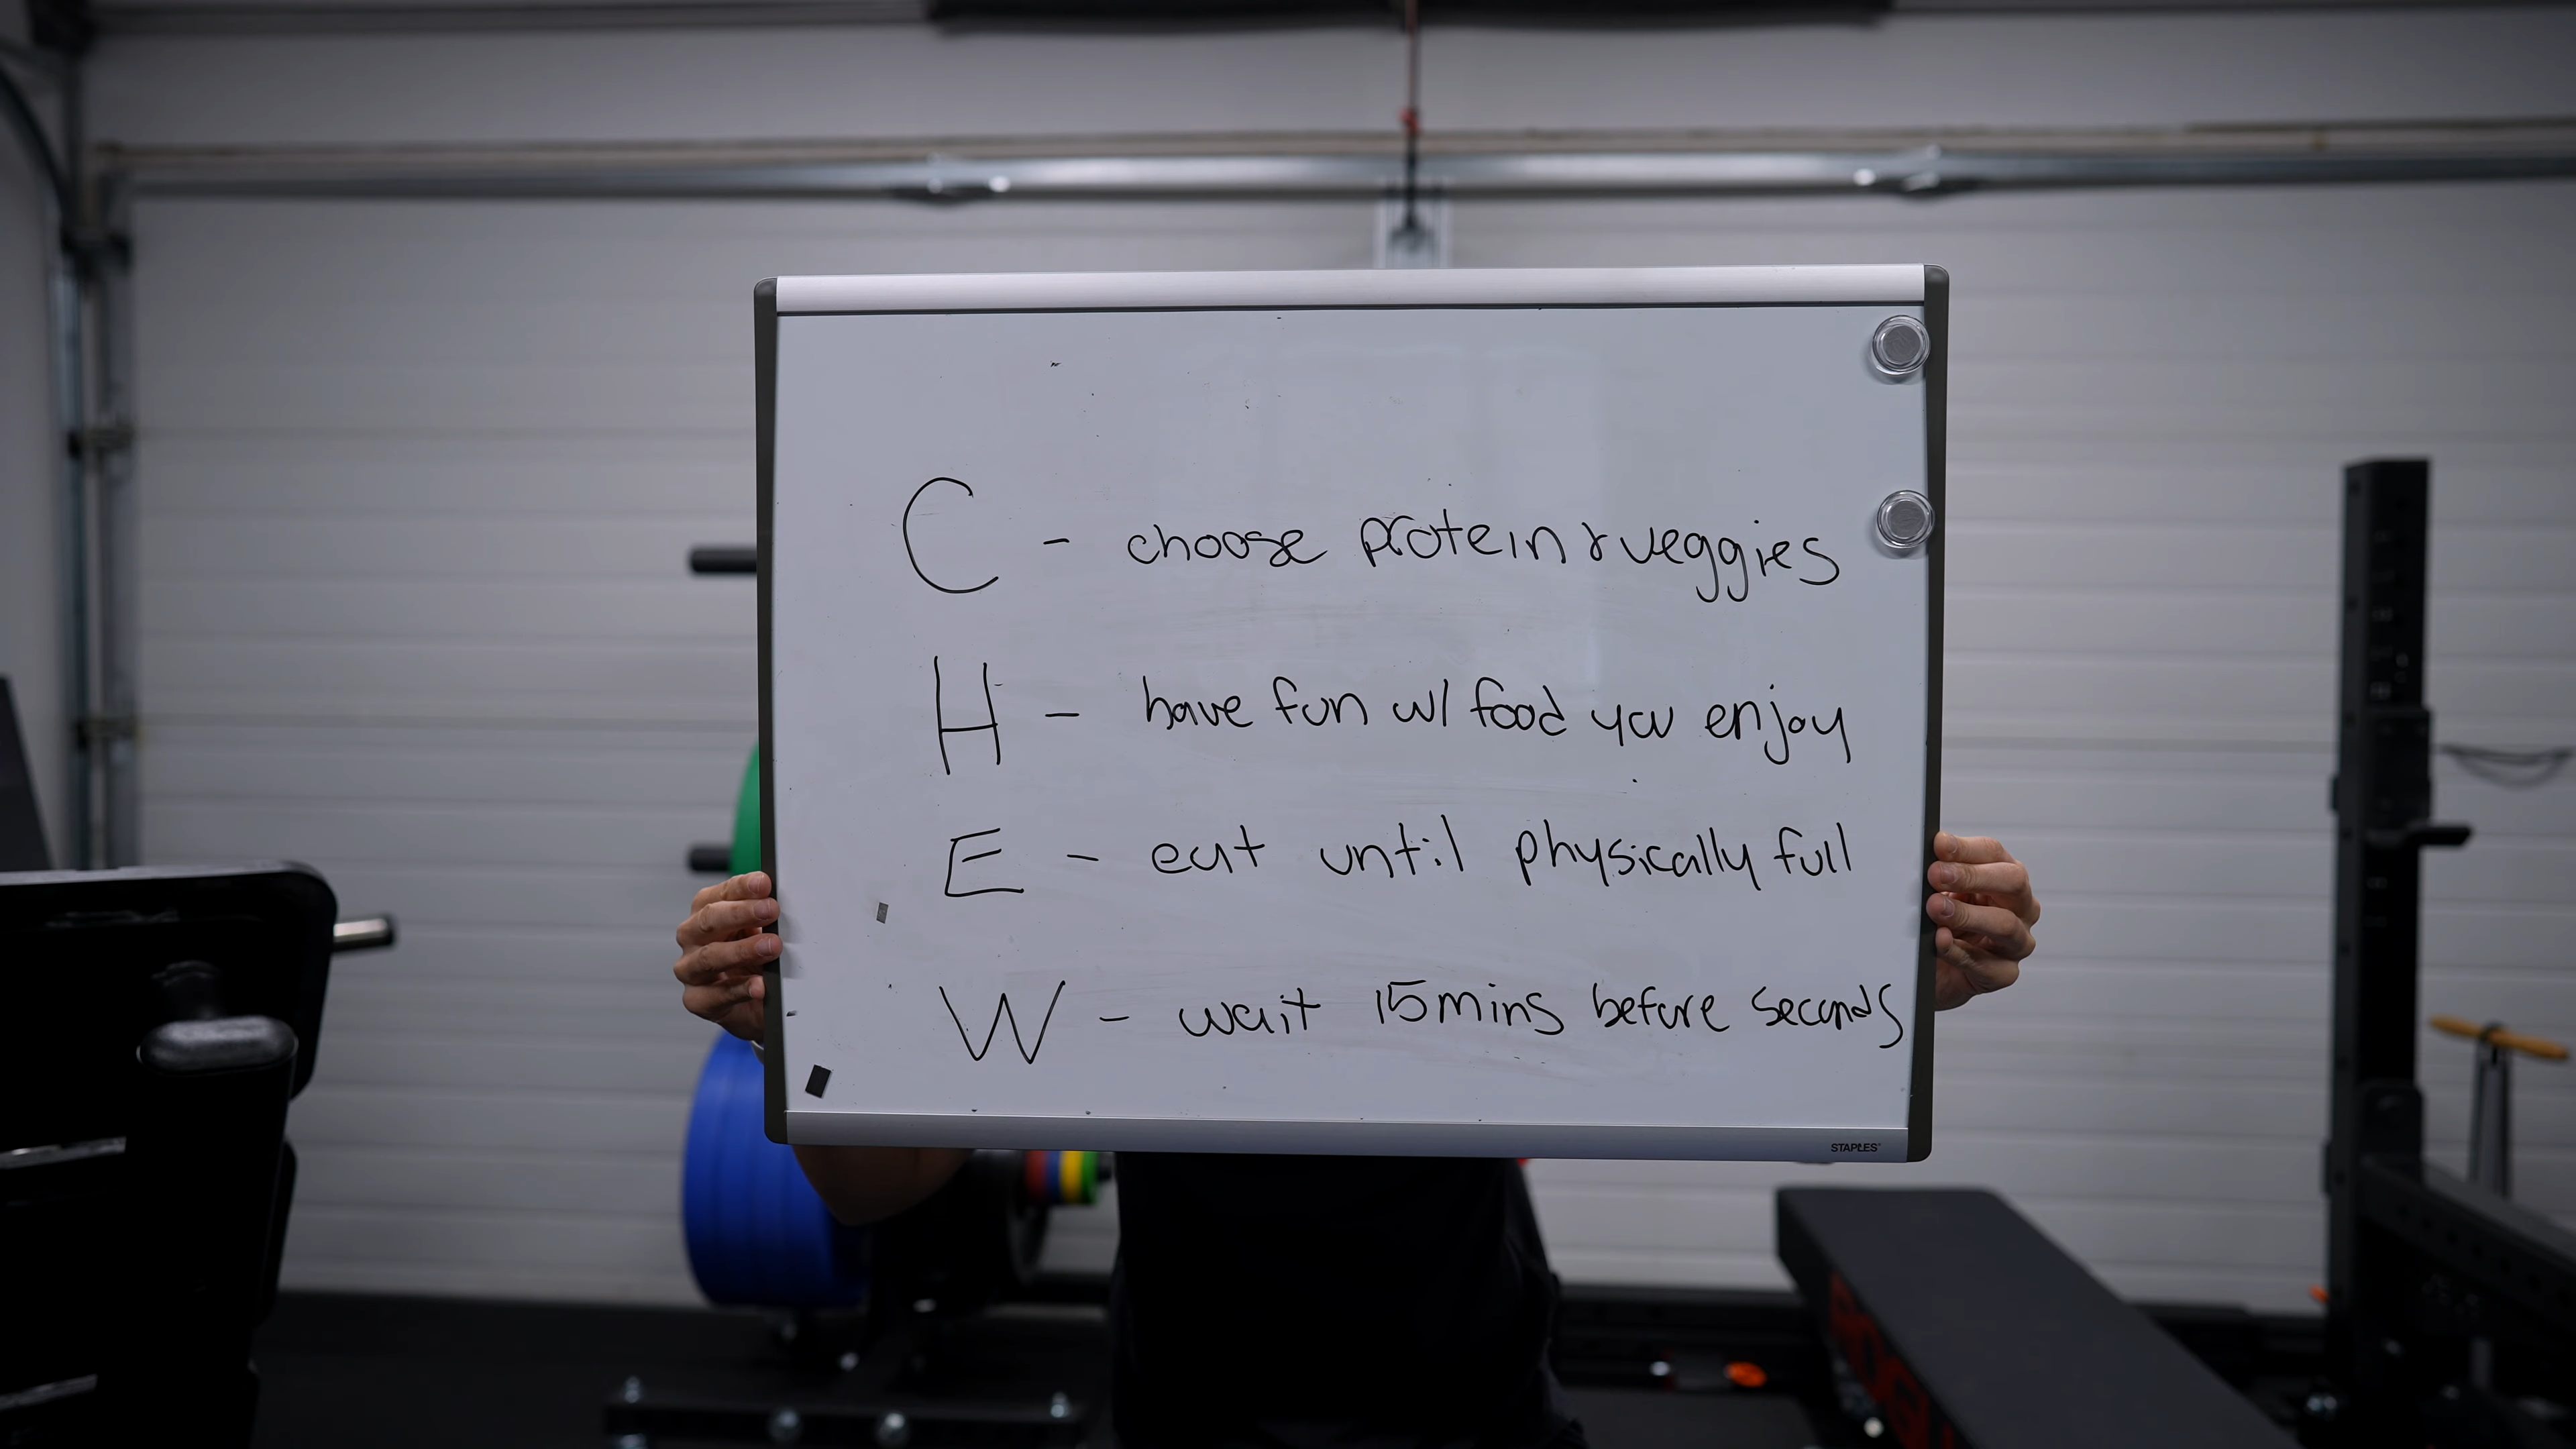 C - choose protein & veggies
H - have fun w/ food you enjoy
E - eat until physically full
W - wait 15 mins before seconds
STAPLES